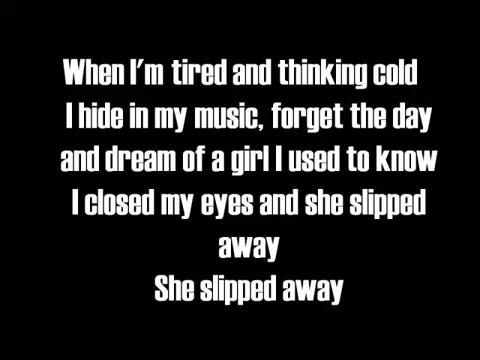 When I'm tired and thinking cold
I hide in my music, forget the day
and dream of a girl I used to know
I closed my eyes and she slipped
away
She slipped away